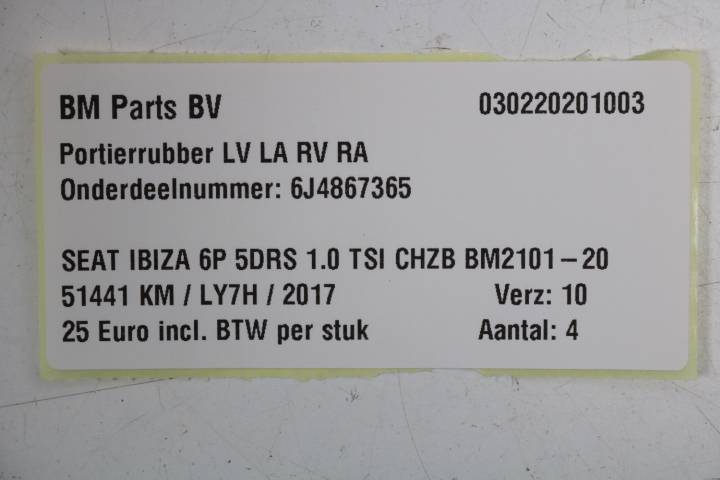 BM Parts BV 030220201003
Portierrubber LV LA RV RA
Onderdeelnummer: 6J4867365
SEAT IBIZA 6P 5DRS 1.0 TSI CHZB BM2101-20
51441 KM / LY7H / 2017 Verz: 10
25 Euro incl. BTW per stuk Aantal: 4